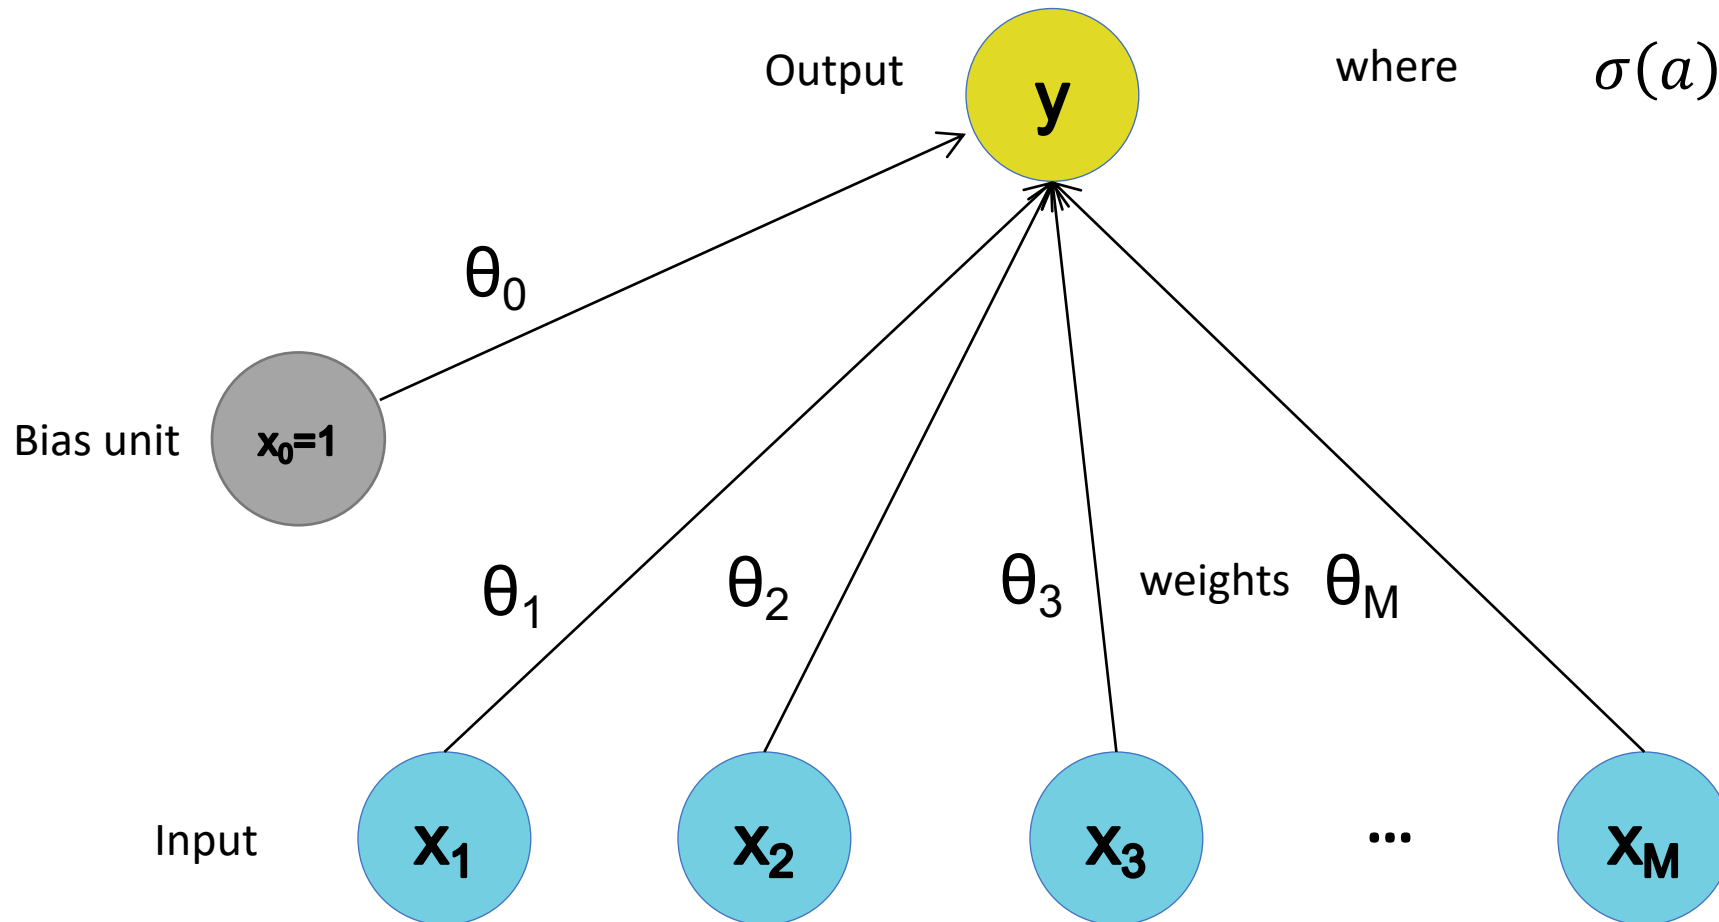 Output y where σ(a)
θ₀
Bias unit x₀=1
θ₁ θ₂ θ₃ weights θM
Input x₁ x₂ x₃ ... xM